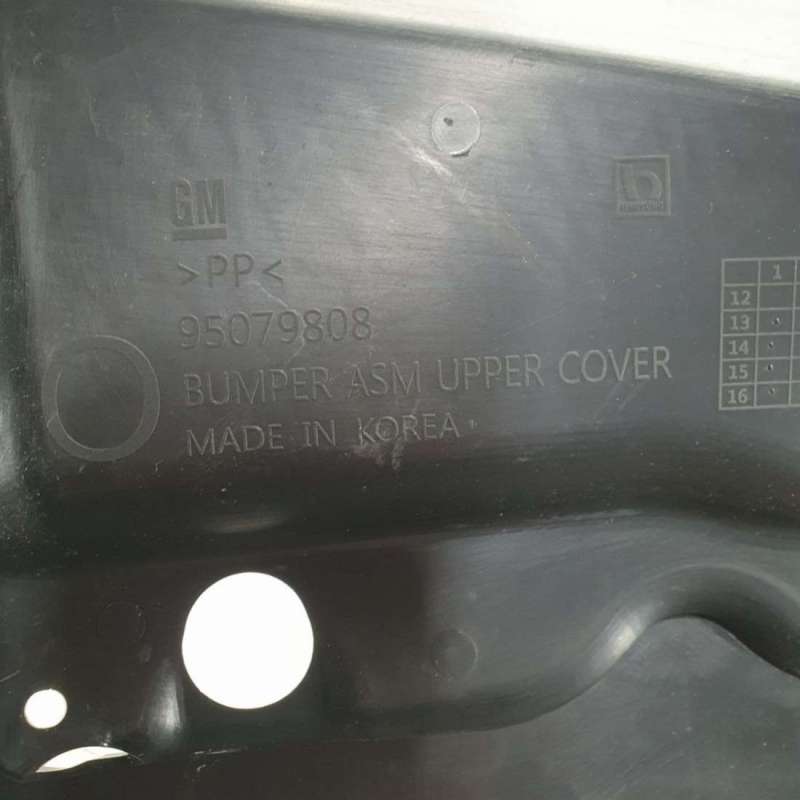 GM
>PP<
95079808
BUMPER ASM UPPER COVER
MADE IN KOREA
1
12
13
14
15
16